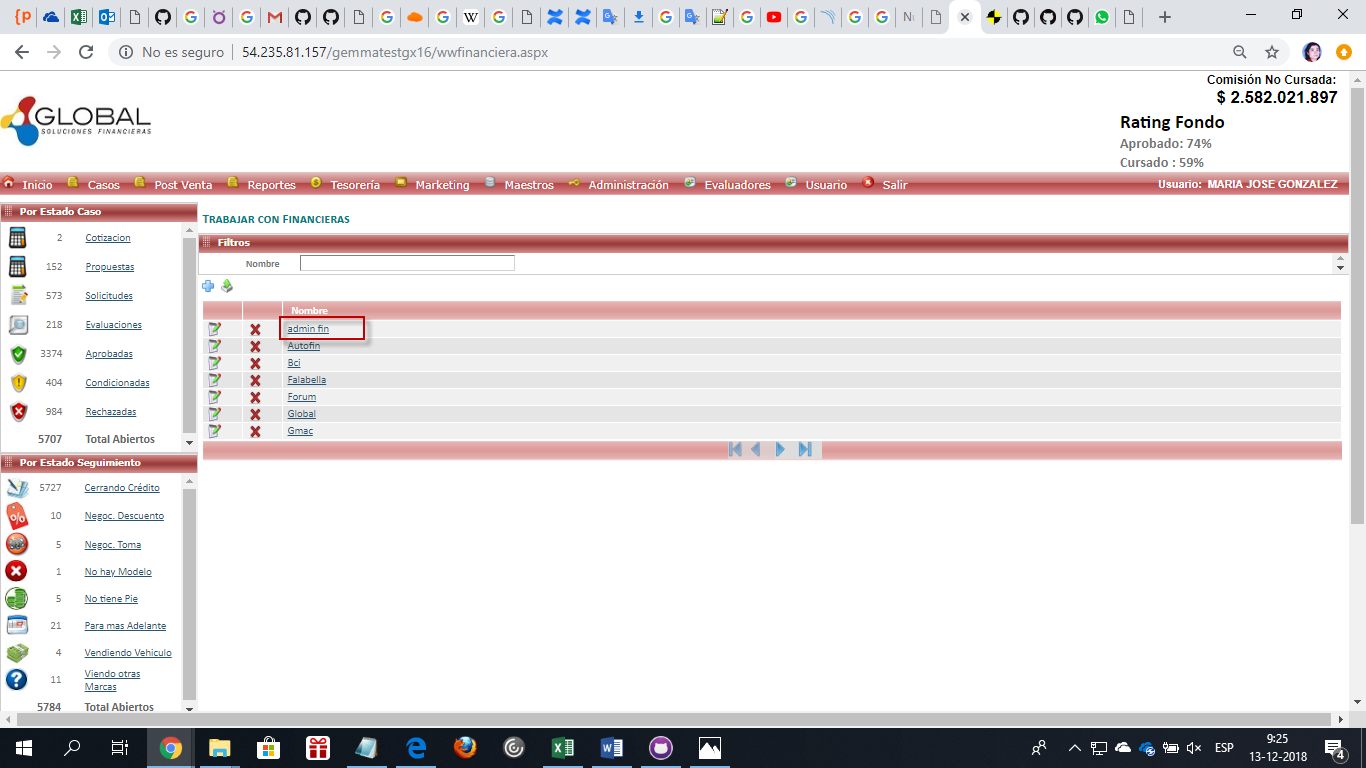 No es seguro | 54.235.81.157/gemmatestgx16/wwfinanciera.aspx
Comisión No Cursada:
$ 2.582.021.897
GLOBAL
SOLUCIONES FINANCIERAS
Rating Fondo
Aprobado: 74%
Cursado : 59%
Inicio Casos Post Venta Reportes Tesorería Marketing Maestros Administración Evaluadores Usuario Salir Usuario: MARIA JOSE GONZALEZ
Por Estado Caso
2 Cotizacion
152 Propuestas
573 Solicitudes
218 Evaluaciones
3374 Aprobadas
404 Condicionadas
984 Rechazadas
5707 Total Abiertos
Por Estado Seguimiento
5727 Cerrando Crédito
10 Negoc. Descuento
5 Negoc. Toma
1 No hay Modelo
5 No tiene Pie
21 Para mas Adelante
4 Vendiendo Vehiculo
11 Viendo otras
Marcas
5784 Total Abiertos
Trabajar con Financieras
Filtros
Nombre
Nombre
admin fin
Autofin
Bci
Falabella
Forum
Global
Gmac
ESP
9:25
13-12-2018
4